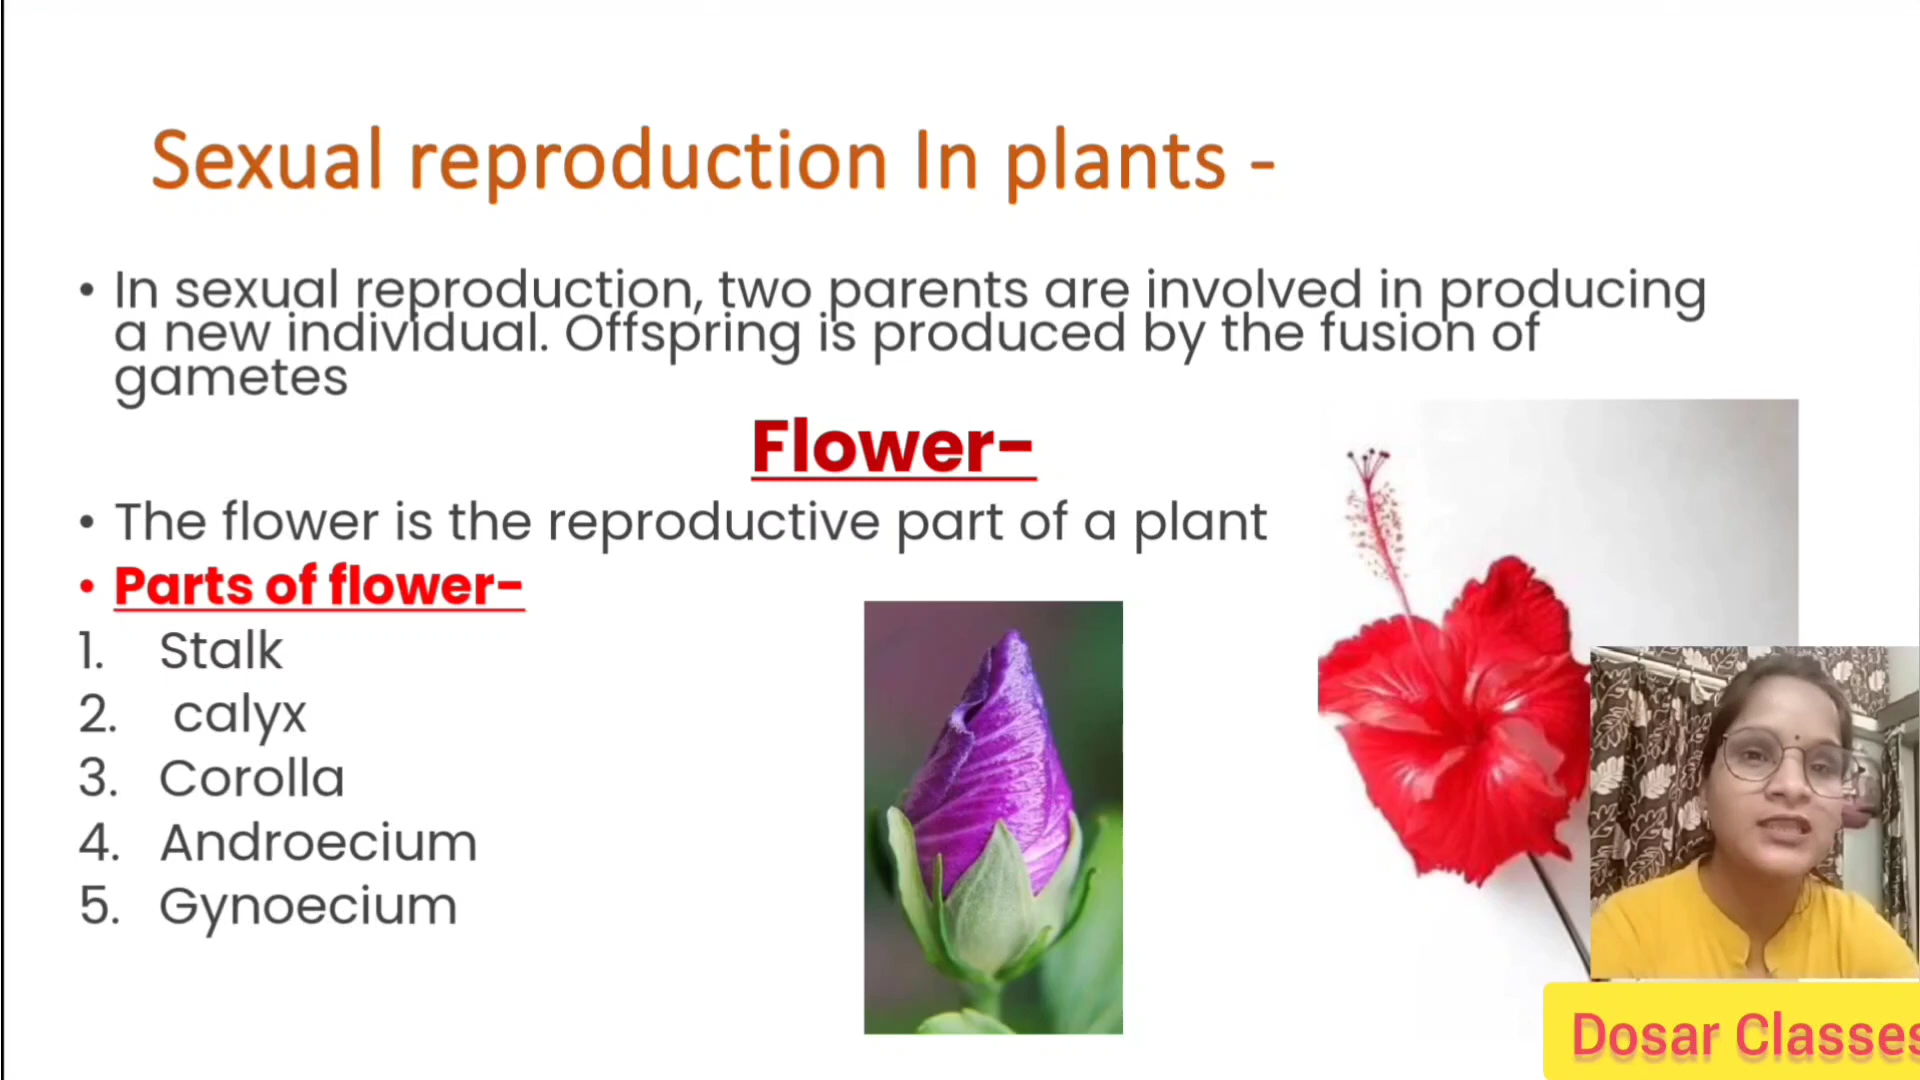 Sexual reproduction In plants -
• In sexual reproduction, two parents are involved in producing
a new individual. Offspring is produced by the fusion of
gametes
Flower-
• The flower is the reproductive part of a plant
• Parts of flower-
1. Stalk
2. calyx
3. Corolla
4. Androecium
5. Gynoecium
Dosar Classes